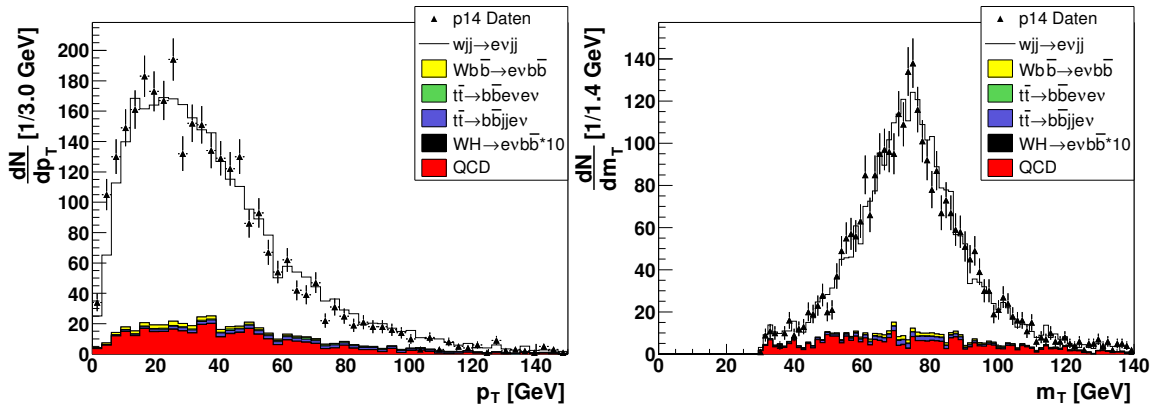 p14 Daten
wjj→eνjj
Wbb̅→eνbb̅
tt̅→bb̅eνeν
tt̅→bb̅jjeν
WH→eνbb̅*10
QCD
dN/dp_T [1/3.0 GeV]
200
180
160
140
120
100
80
60
40
20
0
0 20 40 60 80 100 120 140
p_T [GeV]
p14 Daten
wjj→eνjj
Wbb̅→eνbb̅
tt̅→bb̅eνeν
tt̅→bb̅jjeν
WH→eνbb̅*10
QCD
dN/dm_T [1/1.4 GeV]
140
120
100
80
60
40
20
0
0 20 40 60 80 100 120 140
m_T [GeV]